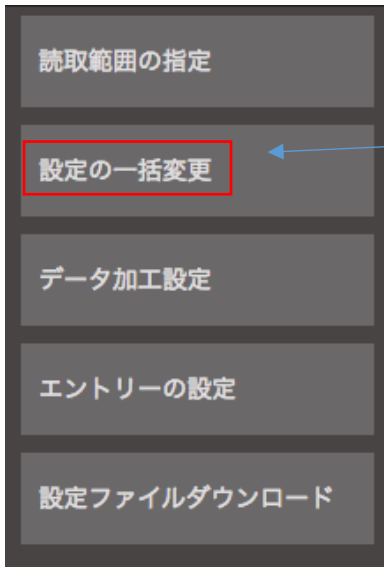 読取範囲の指定
設定の一括変更
データ加工設定
エントリーの設定
設定ファイルダウンロード